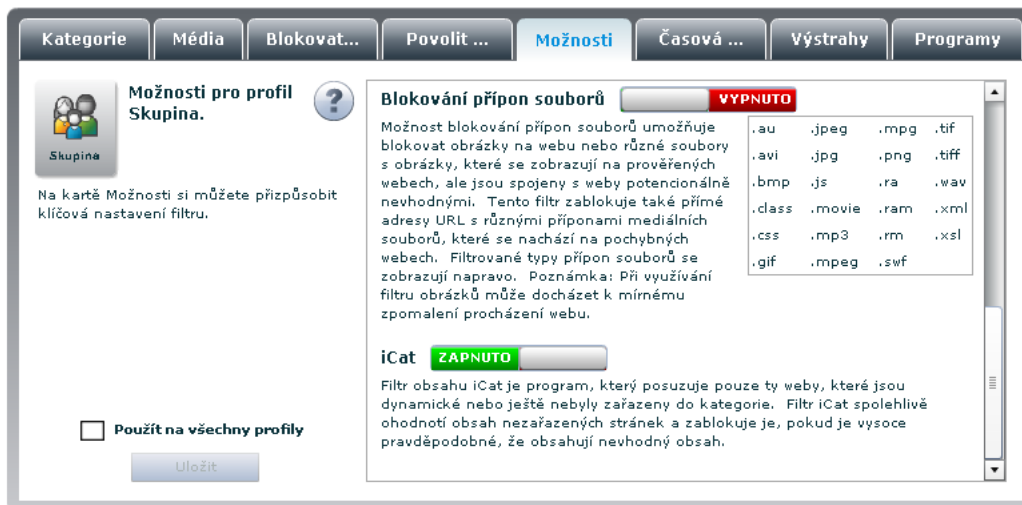 Kategorie
Média
Blokovat...
Povolit ...
Možnosti
Časová ...
Výstrahy
Programy
Možnosti pro profil
Skupina.
?
Skupina
Na kartě Možnosti si můžete přizpůsobit
klíčová nastavení filtru.
Použít na všechny profily
Uložit
Blokování přípon souborů VYPNUTO
Možnost blokování přípon souborů umožňuje
blokovat obrázky na webu nebo různé soubory
s obrázky, které se zobrazují na prověřených
webech, ale jsou spojeny s weby potencionálně
nevhodnými. Tento filtr zablokuje také přímé
adresy URL s různými příponami mediálních
souborů, které se nachází na pochybných
webech. Filtrované typy přípon souborů se
zobrazují napravo. Poznámka: Při využívání
filtru obrázků může docházet k mírnému
zpomalení procházení webu.
.au .jpeg .mpg .tif
.avi .jpg .png .tiff
.bmp .js .ra .wav
.class .movie .ram .xml
.css .mp3 .rm .xsl
.gif .mpeg .swf
iCat ZAPNUTO
Filtr obsahu iCat je program, který posuzuje pouze ty weby, které jsou
dynamické nebo ještě nebyly zařazeny do kategorie. Filtr iCat spolehlivě
ohodnotí obsah nezařazených stránek a zablokuje je, pokud je vysoce
pravděpodobné, že obsahují nevhodný obsah.